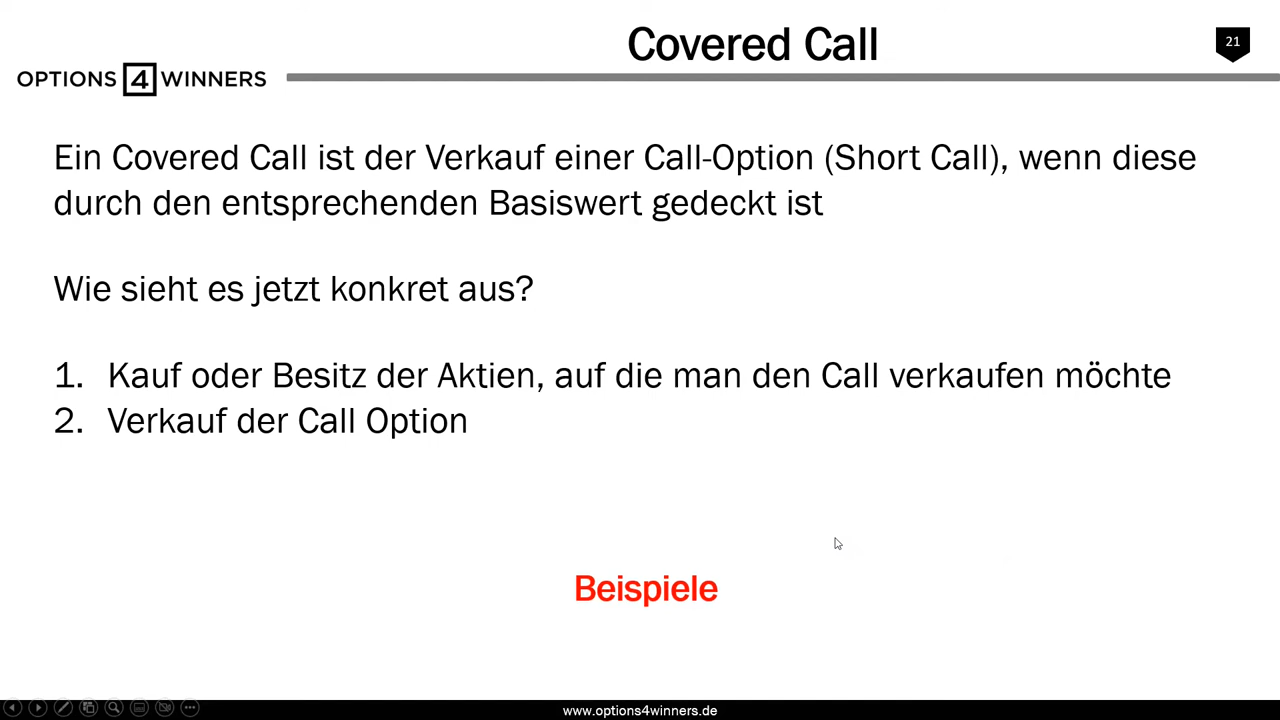 Covered Call
21
OPTIONS 4 WINNERS
Ein Covered Call ist der Verkauf einer Call-Option (Short Call), wenn diese
durch den entsprechenden Basiswert gedeckt ist
Wie sieht es jetzt konkret aus?
1. Kauf oder Besitz der Aktien, auf die man den Call verkaufen möchte
2. Verkauf der Call Option
Beispiele
www.options4winners.de